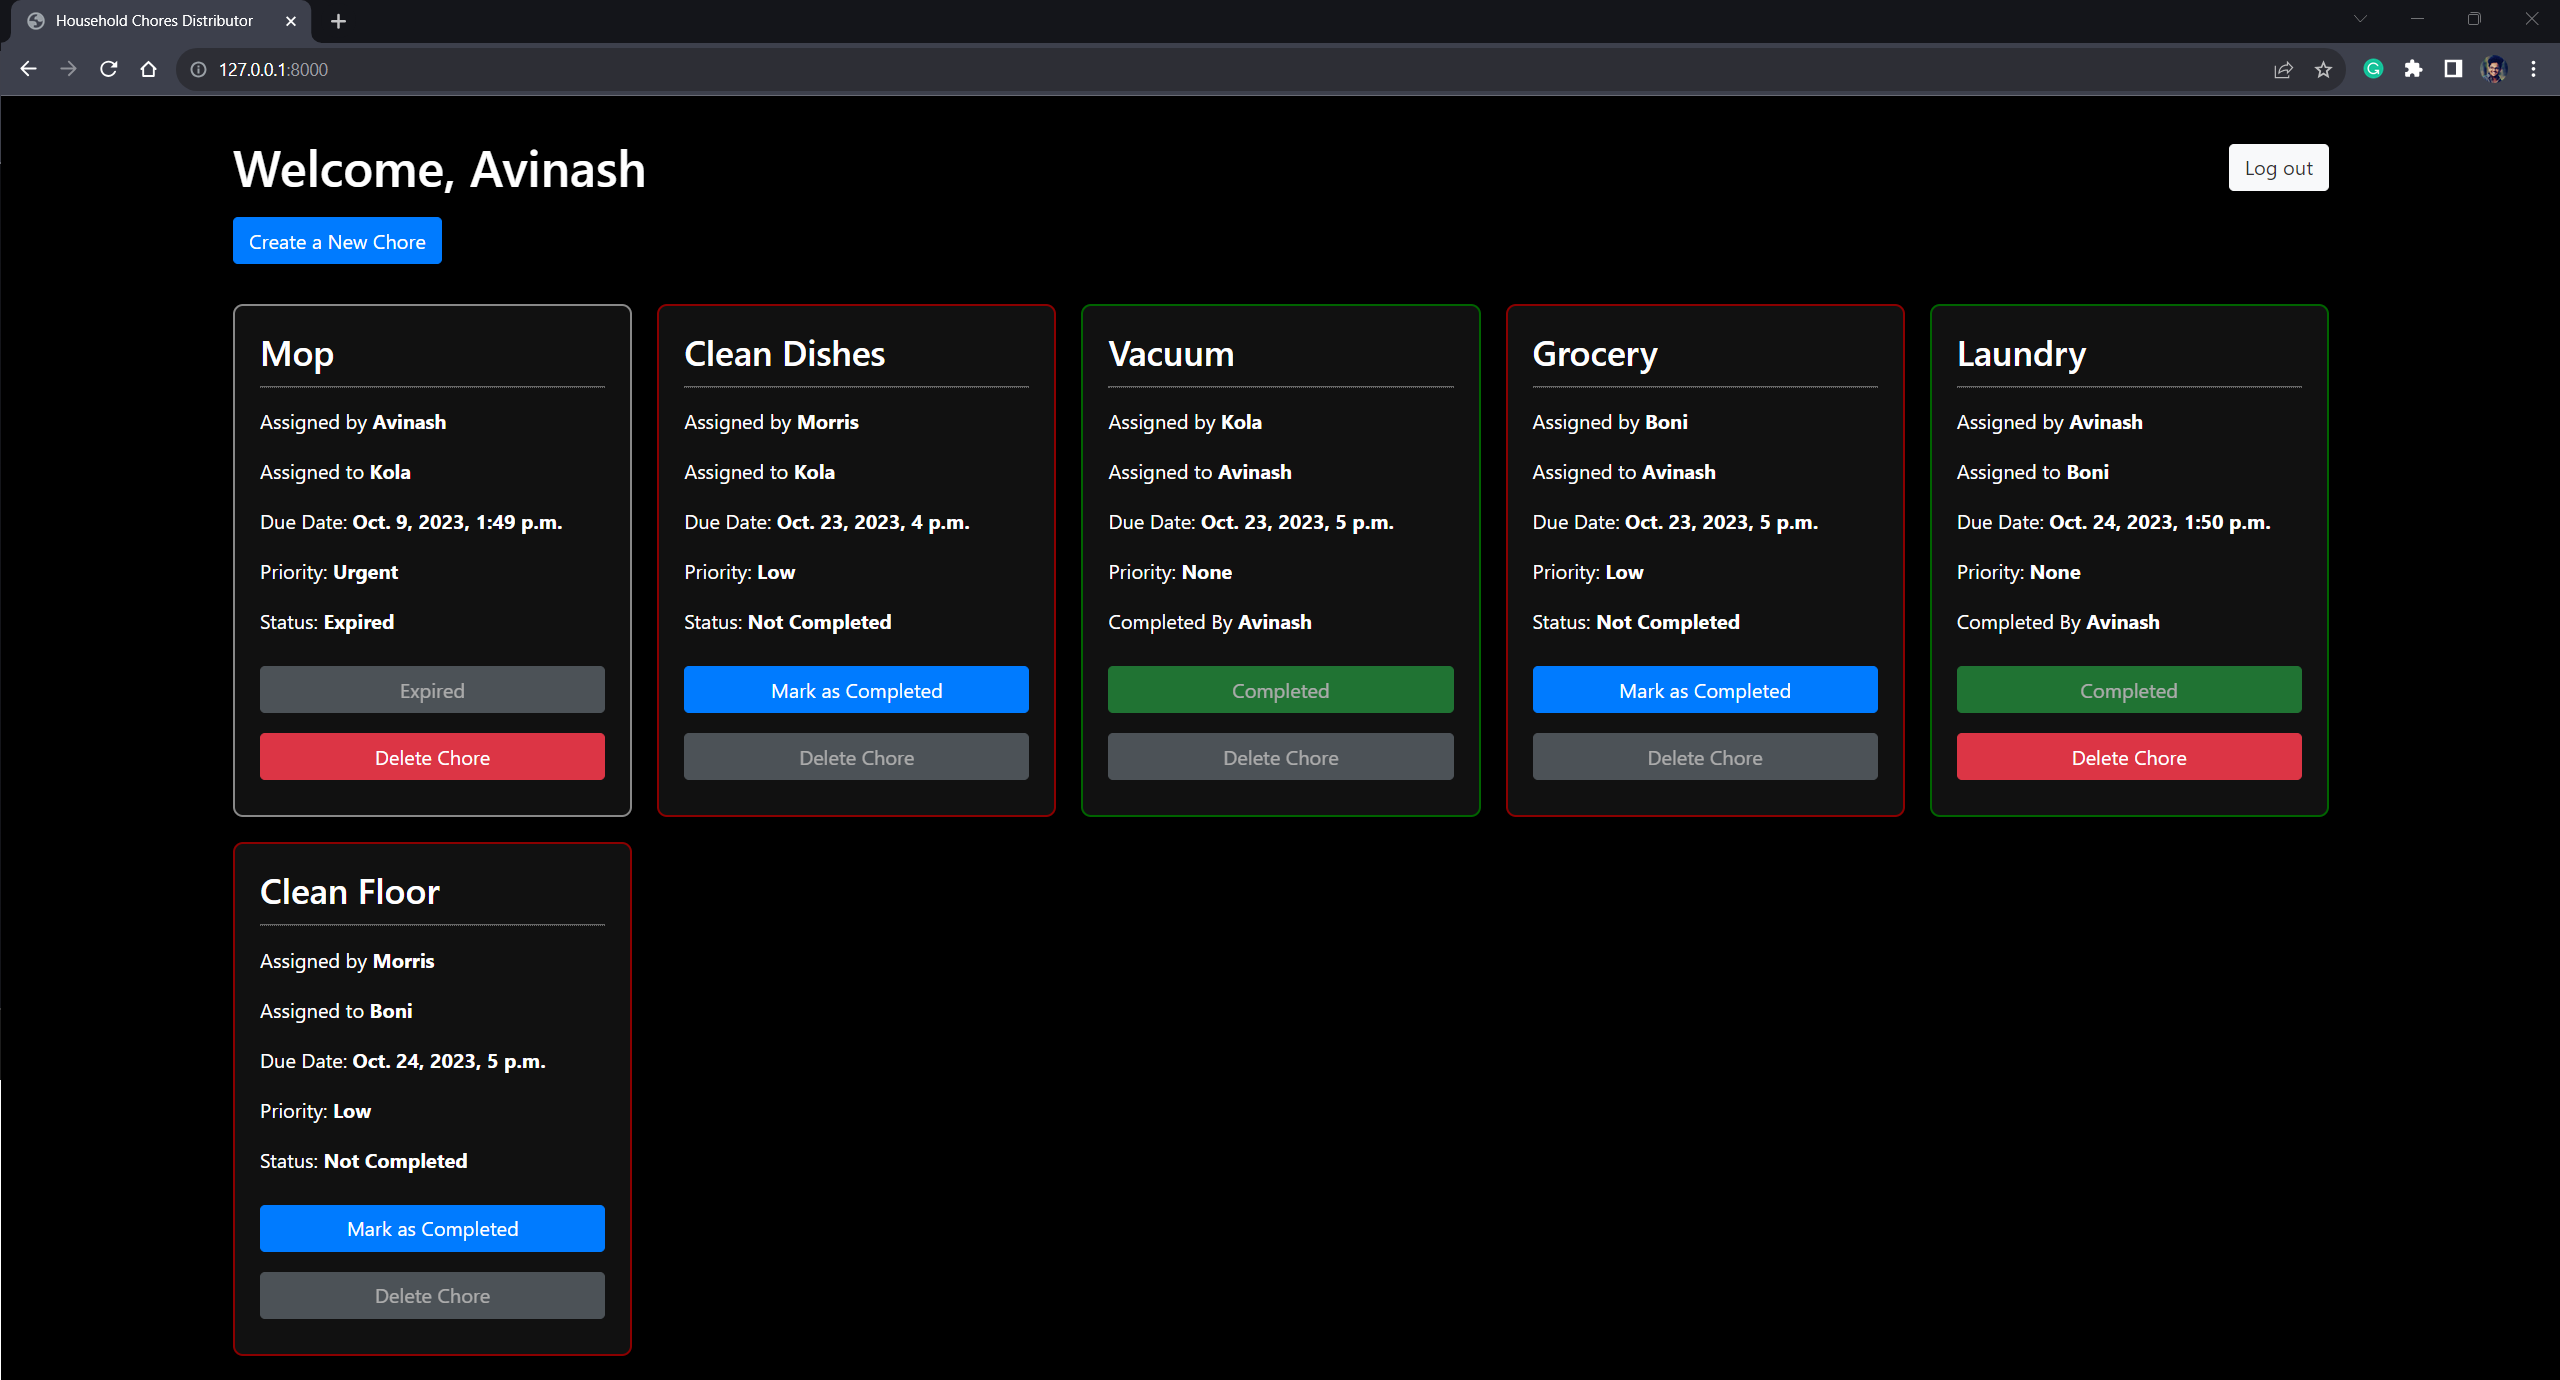 Household Chores Distributor
127.0.0.1:8000
Welcome, Avinash
Log out
Create a New Chore
Mop
Assigned by Avinash
Assigned to Kola
Due Date: Oct. 9, 2023, 1:49 p.m.
Priority: Urgent
Status: Expired
Expired
Delete Chore
Clean Dishes
Assigned by Morris
Assigned to Kola
Due Date: Oct. 23, 2023, 4 p.m.
Priority: Low
Status: Not Completed
Mark as Completed
Delete Chore
Vacuum
Assigned by Kola
Assigned to Avinash
Due Date: Oct. 23, 2023, 5 p.m.
Priority: None
Completed By Avinash
Completed
Delete Chore
Grocery
Assigned by Boni
Assigned to Avinash
Due Date: Oct. 23, 2023, 5 p.m.
Priority: Low
Status: Not Completed
Mark as Completed
Delete Chore
Laundry
Assigned by Avinash
Assigned to Boni
Due Date: Oct. 24, 2023, 1:50 p.m.
Priority: None
Completed By Avinash
Completed
Delete Chore
Clean Floor
Assigned by Morris
Assigned to Boni
Due Date: Oct. 24, 2023, 5 p.m.
Priority: Low
Status: Not Completed
Mark as Completed
Delete Chore